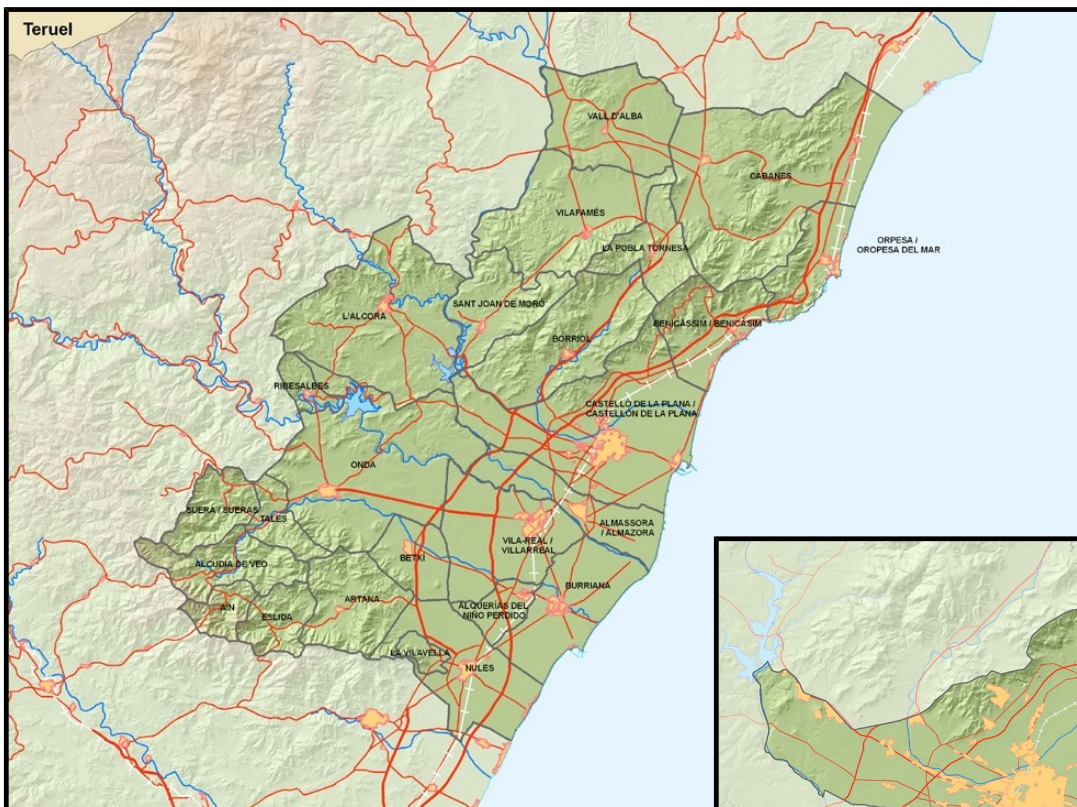 Teruel
VALL D'ALBA
CABANES
VILAFAMÉS
LA POBLA TORNESA
ORPESA /
OROPESA DEL MAR
SANT JOAN DE MORÓ
L'ALCORA
BENICÀSSIM / BENICÁSIM
BORRIOL
RIBESALBES
CASTELLÓ DE LA PLANA /
CASTELLÓN DE LA PLANA
ONDA
SUERA / SUERAS
TALES
ALMASSORA
/ ALMAZORA
VILA-REAL /
VILLARREAL
BETXÍ
ALCUDIA DE VEO
BURRIANA
ARTANA
AÍN
ESLIDA
ALQUERÍAS DEL
NIÑO PERDIDO
LA VILAVELLA
NULES